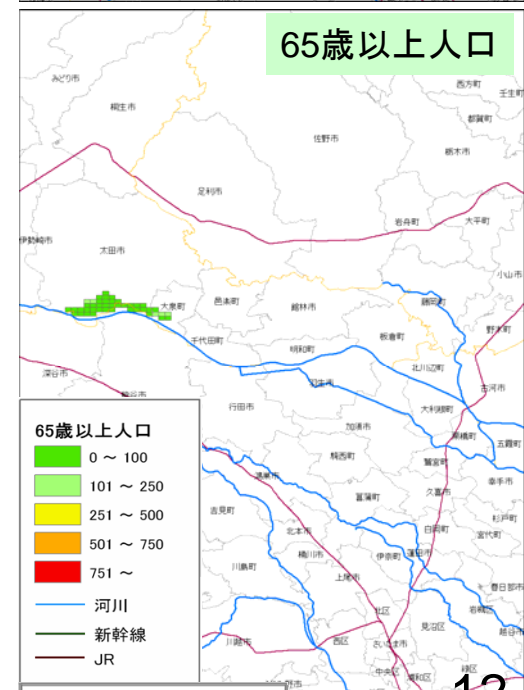 65歳以上人口
みどり市
桐生市
西方町
壬生町
都賀町
佐野市
栃木市
足利市
岩舟町
大平町
伊勢崎市
太田市
小山市
大泉町
邑楽町
館林市
藤岡町
野木町
千代田町
板倉町
明和町
深谷市
北川辺町
羽生市
古河市
熊谷市
行田市
大利根町
加須市
栗橋町
五霞町
騎西町
鷲宮町
鴻巣市
幸手市
菖蒲町
久喜市
吉見町
杉戸町
北本市
白岡町
宮代町
桶川市
伊奈町
蓮田市
川島町
上尾市
春日部市
北区
岩槻区
見沼区
越谷市
川越市
西区
さいたま市
中央区
浦和区
緑区
65歳以上人口
0 ～ 100
101 ～ 250
251 ～ 500
501 ～ 750
751 ～
河川
新幹線
JR
12